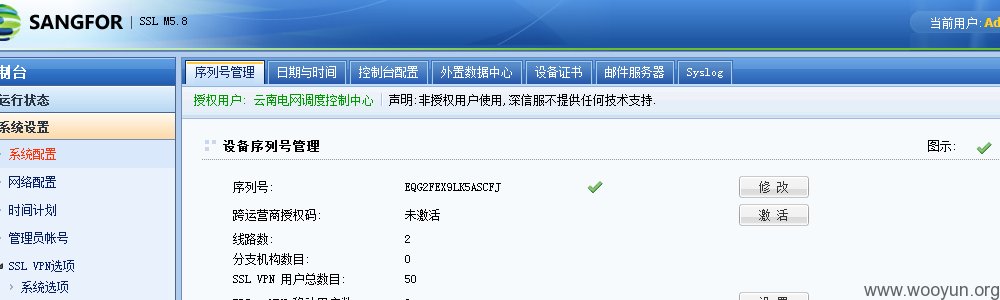 SANGFOR | SSL M5.8
当前用户: Ad
制台
运行状态
系统设置
系统配置
网络配置
时间计划
管理员帐号
SSL VPN选项
系统选项
序列号管理 日期与时间 控制台配置 外置数据中心 设备证书 邮件服务器 Syslog
授权用户: 云南电网调度控制中心 声明:非授权用户使用,深信服不提供任何技术支持.
设备序列号管理 图示:
序列号: EQG2FEX9LK5ASCFJ 修 改
跨运营商授权码: 未激活 激 活
线路数: 2
分支机构数目: 0
SSL VPN 用户总数目: 50
www.wooyun.org